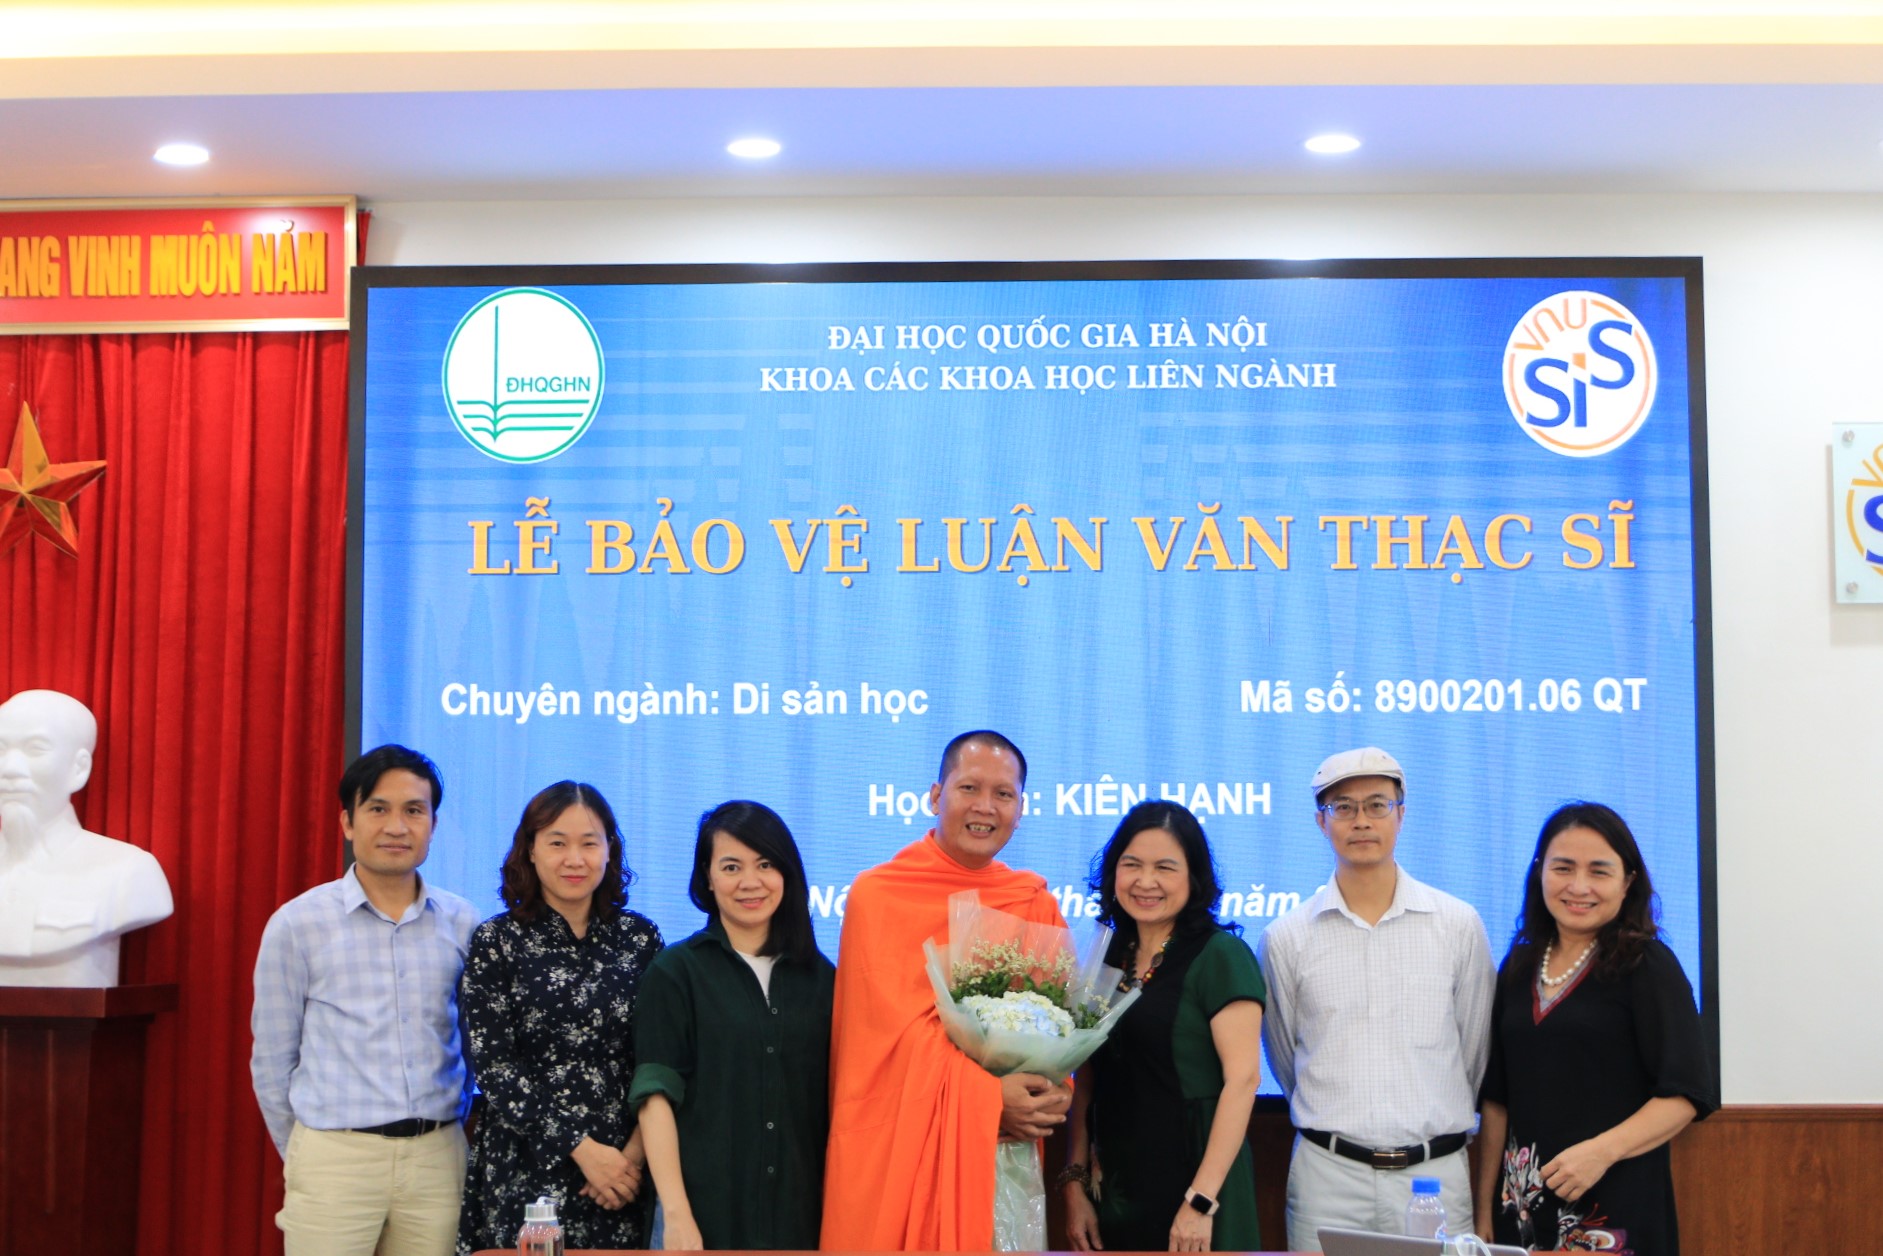 ANG VINH MUÔN NĂM
ĐHQGHN
ĐẠI HỌC QUỐC GIA HÀ NỘI
KHOA CÁC KHOA HỌC LIÊN NGÀNH
VNU
SiS
LỄ BẢO VỆ LUẬN VĂN THẠC SĨ
Chuyên ngành: Di sản học
Mã số: 8900201.06 QT
KIÊN HẠNH
năm